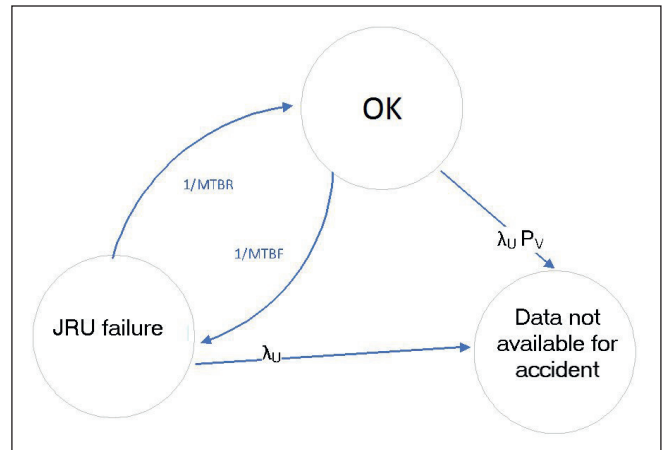 OK
1/MTBR
1/MTBF
λU PV
JRU failure
λU
Data not
available for
accident